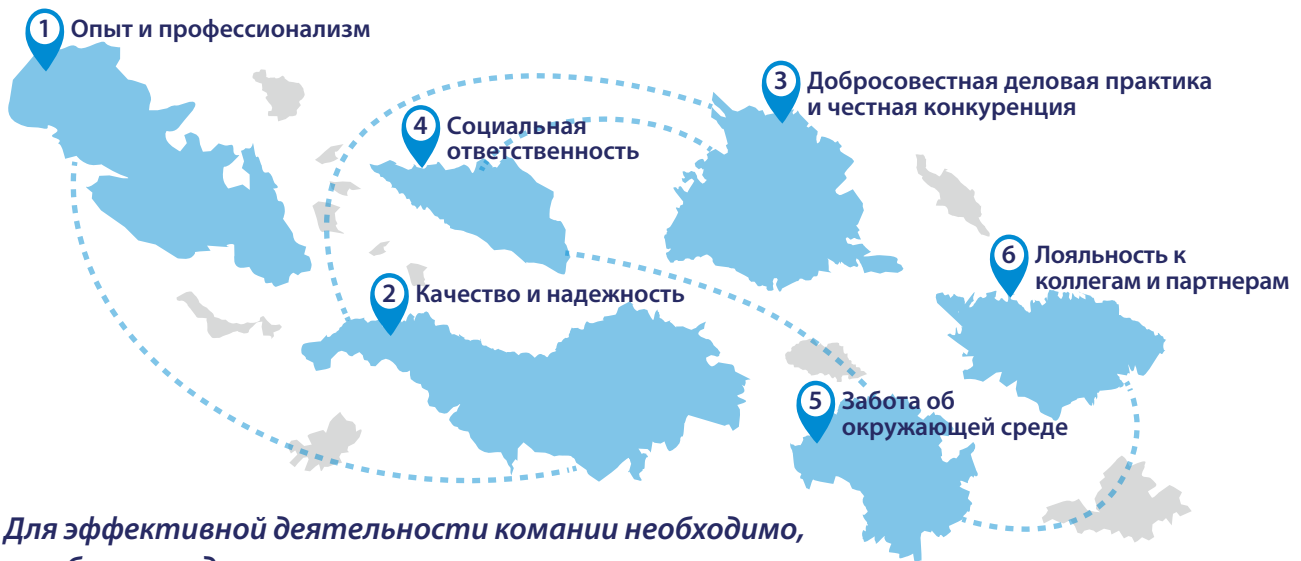 1 Опыт и профессионализм
3 Добросовестная деловая практика
и честная конкуренция
4 Социальная
ответственность
6 Лояльность к
коллегам и партнерам
2 Качество и надежность
5 Забота об
окружающей среде
Для эффективной деятельности комании необходимо,